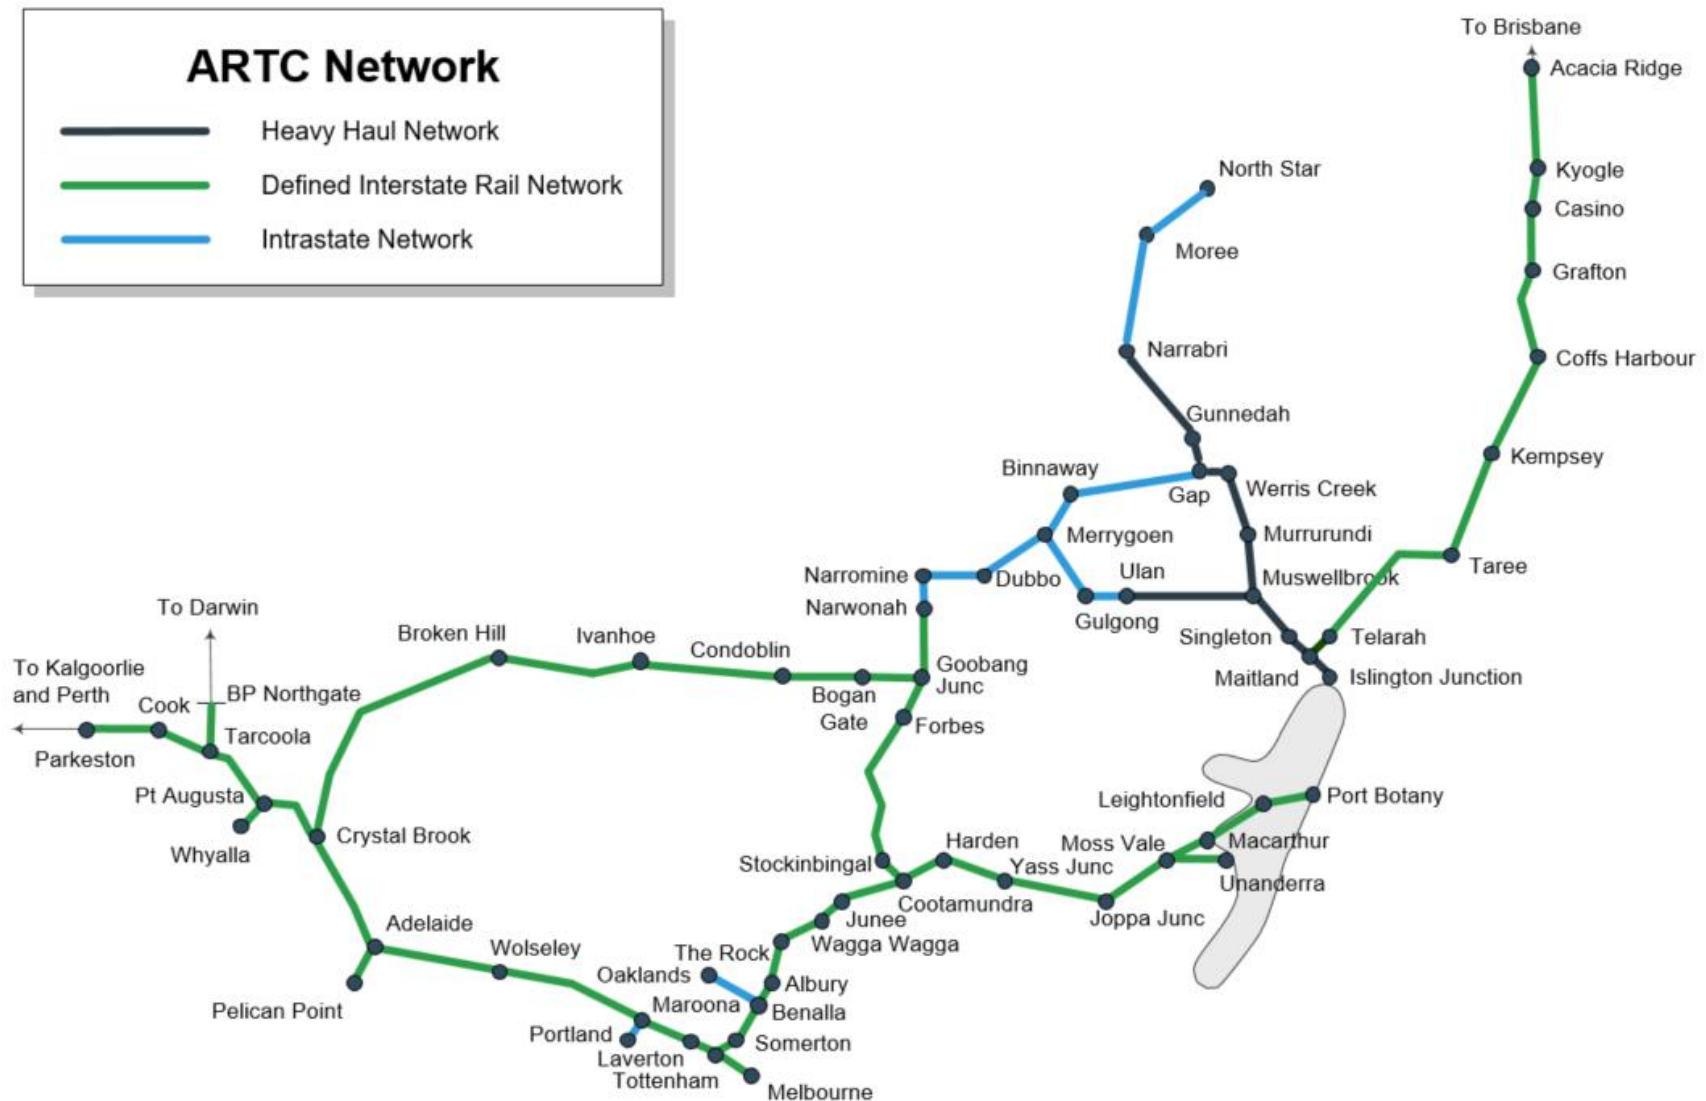 ARTC Network
Heavy Haul Network
Defined Interstate Rail Network
Intrastate Network
To Brisbane
Acacia Ridge
Kyogle
Casino
Grafton
Coffs Harbour
Kempsey
Taree
North Star
Moree
Narrabri
Gunnedah
Binnaway
Gap
Werris Creek
Merrygoen
Murrurundi
Narromine
Dubbo
Ulan
Muswellbrook
Narwonah
Gulgong
Singleton
Telarah
Maitland
Islington Junction
To Darwin
Broken Hill
Ivanhoe
Condoblin
Goobang
Junc
Bogan
Gate
Forbes
To Kalgoorlie
and Perth
Cook
BP Northgate
Tarcoola
Parkeston
Pt Augusta
Whyalla
Crystal Brook
Leightonfield
Port Botany
Macarthur
Moss Vale
Unanderra
Harden
Yass Junc
Stockinbingal
Cootamundra
Joppa Junc
Junee
Wagga Wagga
The Rock
Adelaide
Wolseley
Oaklands
Albury
Pelican Point
Maroona
Benalla
Portland
Somerton
Laverton
Tottenham
Melbourne